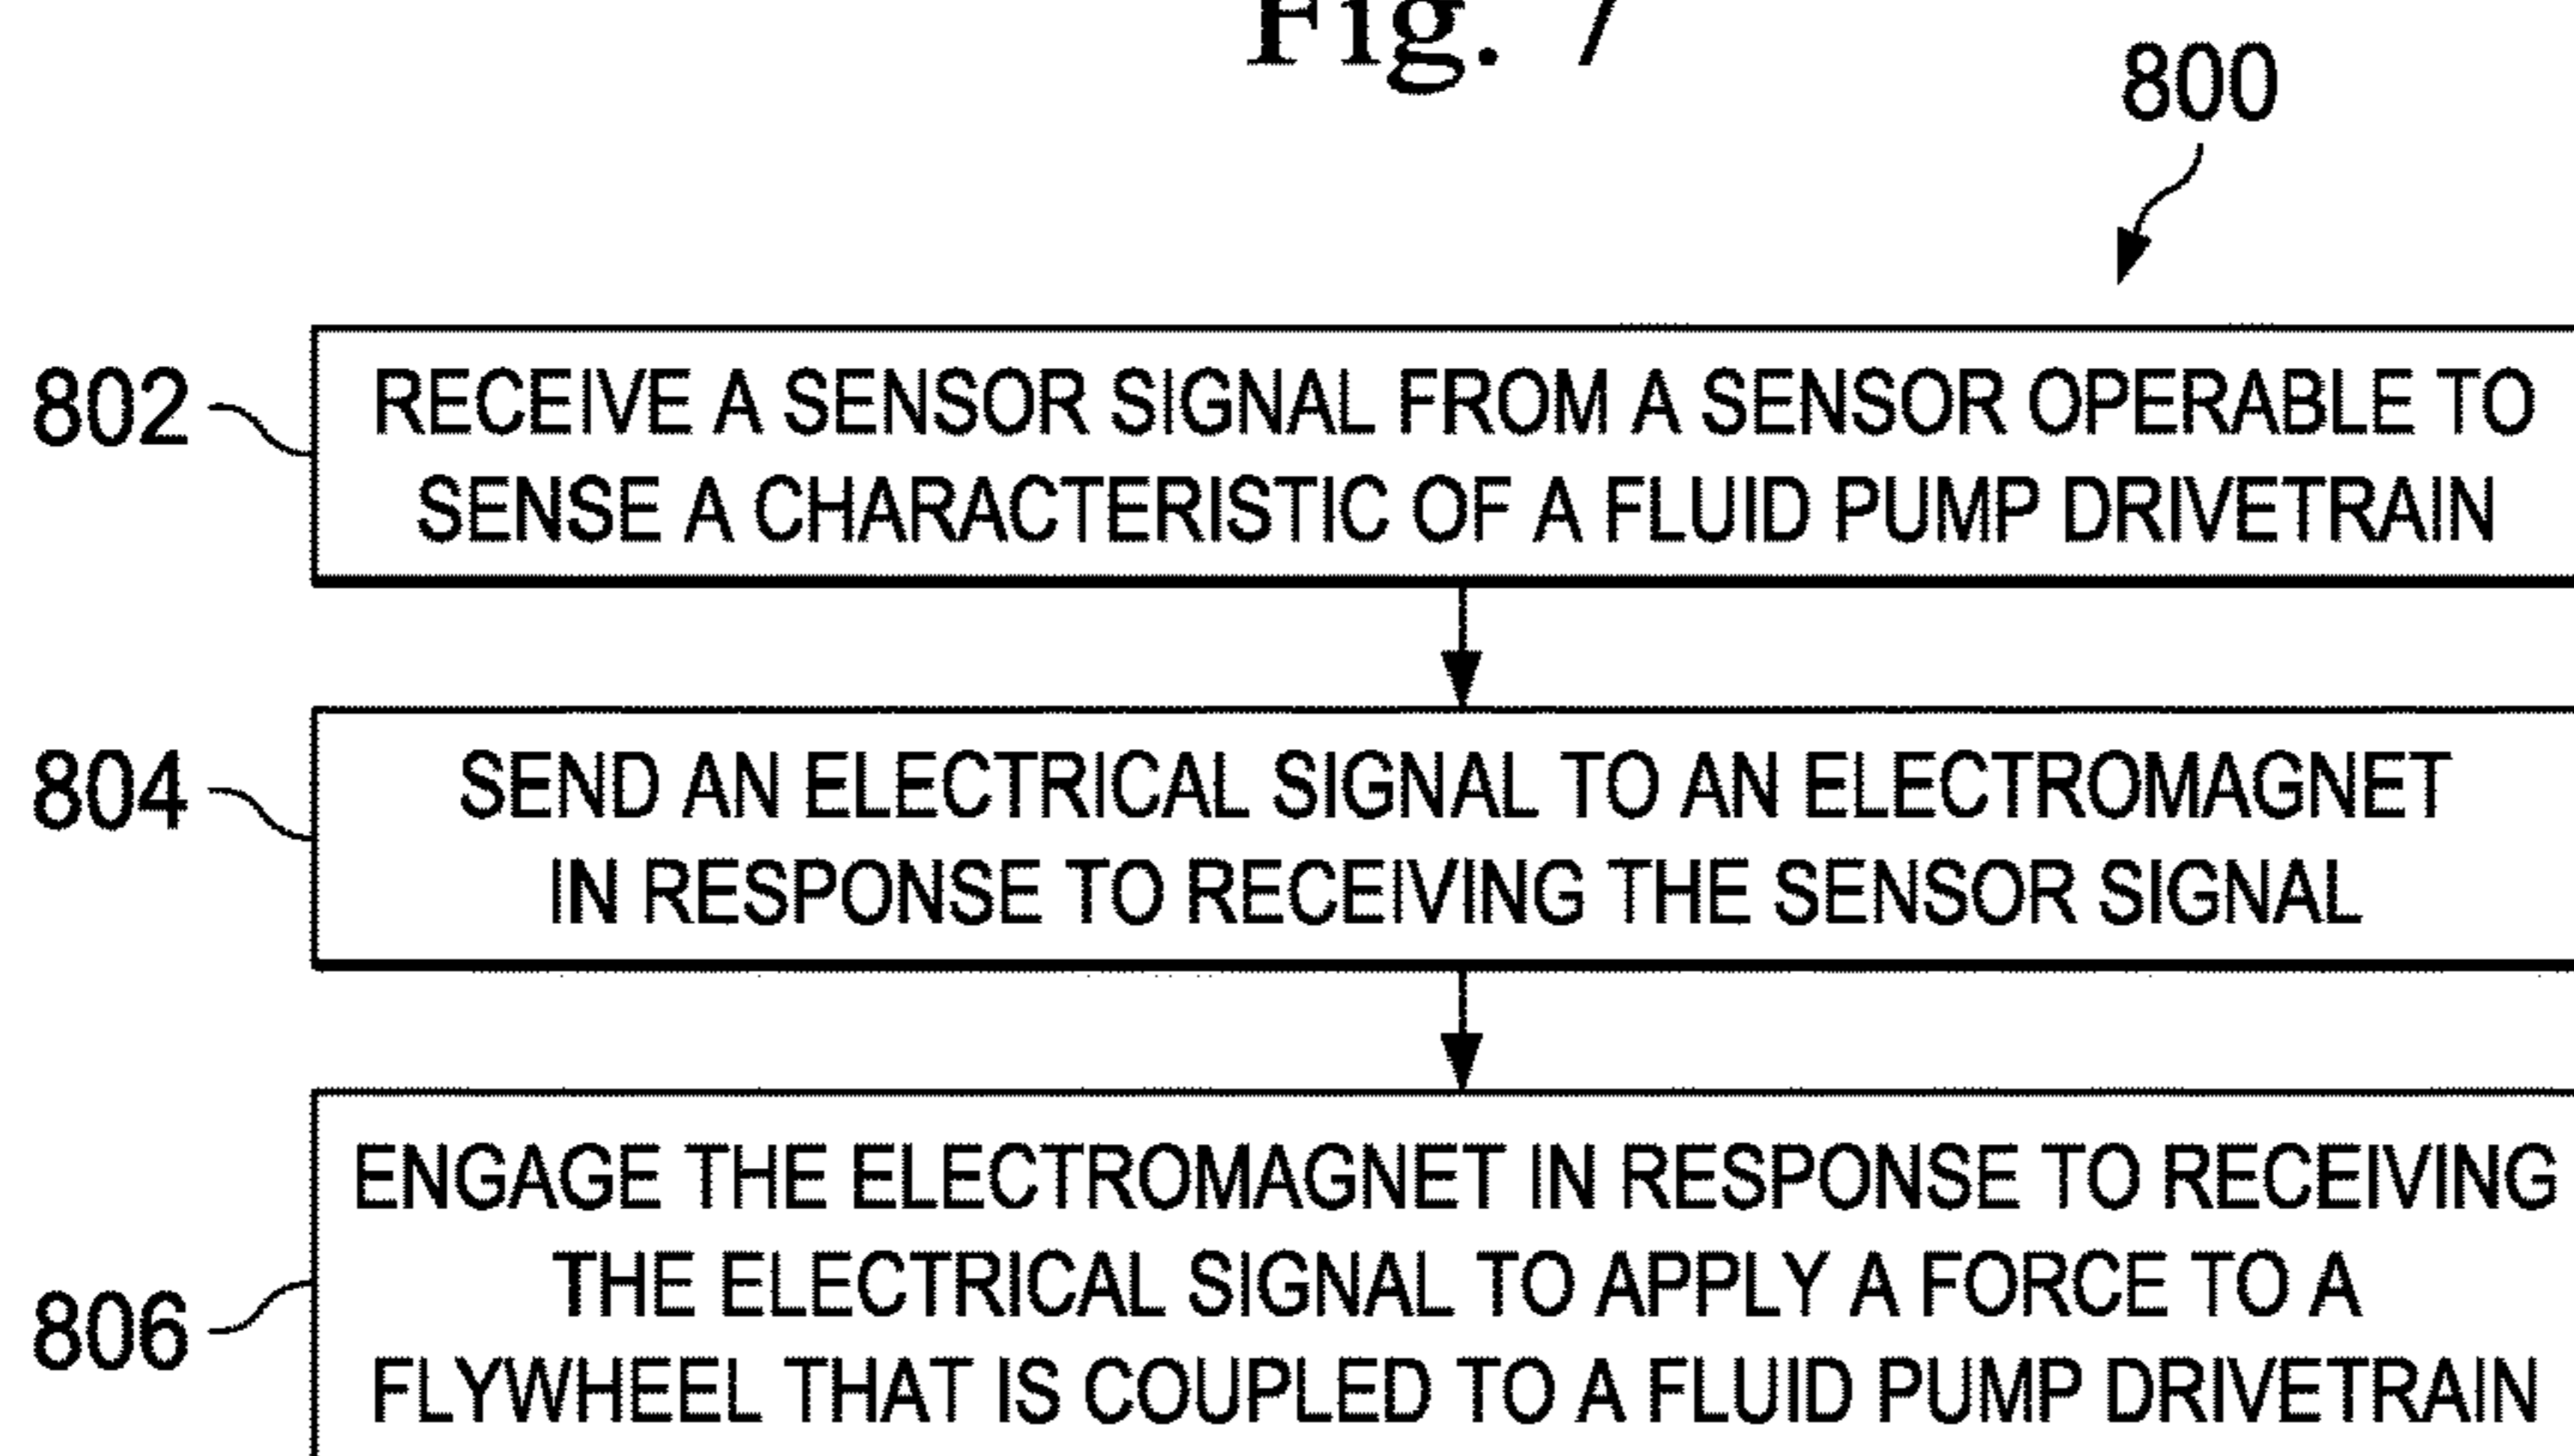 Fig. 7
800
802
RECEIVE A SENSOR SIGNAL FROM A SENSOR OPERABLE TO
SENSE A CHARACTERISTIC OF A FLUID PUMP DRIVETRAIN
804
SEND AN ELECTRICAL SIGNAL TO AN ELECTROMAGNET
IN RESPONSE TO RECEIVING THE SENSOR SIGNAL
806
ENGAGE THE ELECTROMAGNET IN RESPONSE TO RECEIVING
THE ELECTRICAL SIGNAL TO APPLY A FORCE TO A
FLYWHEEL THAT IS COUPLED TO A FLUID PUMP DRIVETRAIN